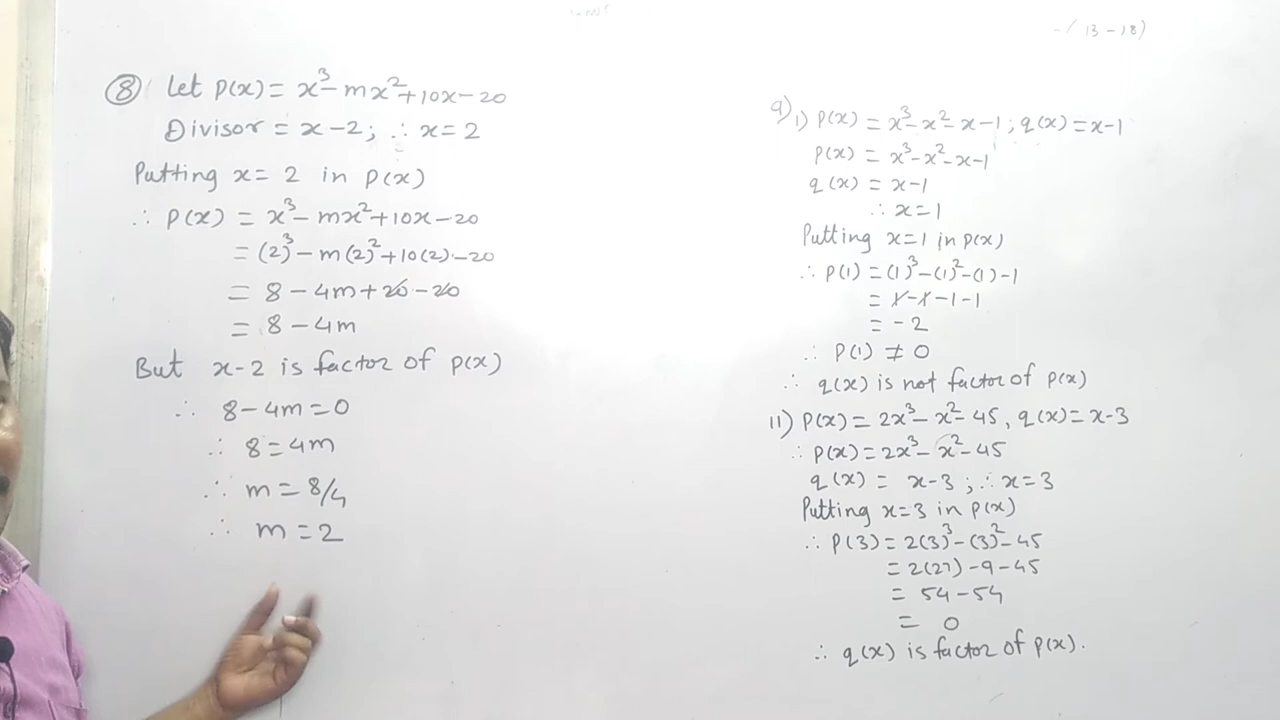 -( 13-18)
⑧ Let P(x) = x³ - mx² + 10x - 20
Divisor = x - 2; ∴ x = 2
Putting x = 2 in P(x)
∴ P(x) = x³ - mx² + 10x - 20
= (2)³ - m(2)² + 10(2) - 20
= 8 - 4m + 20 - 20
= 8 - 4m
But x-2 is factor of P(x)
∴ 8 - 4m = 0
∴ 8 = 4m
∴ m = 8/4
∴ m = 2
9) 1) P(x) = x³ - x² - x - 1 ; q(x) = x - 1
P(x) = x³ - x² - x - 1
q(x) = x - 1
∴ x = 1
Putting x = 1 in P(x)
∴ P(1) = (1)³ - (1)² - (1) - 1
= 1 - 1 - 1 - 1
= - 2
∴ P(1) ≠ 0
∴ q(x) is not factor of P(x)
11) P(x) = 2x³ - x² - 45, q(x) = x - 3
∴ P(x) = 2x³ - x² - 45
q(x) = x - 3 ; ∴ x = 3
Putting x = 3 in P(x)
∴ P(3) = 2(3)³ - (3)² - 45
= 2(27) - 9 - 45
= 54 - 54
= 0
∴ q(x) is factor of P(x).